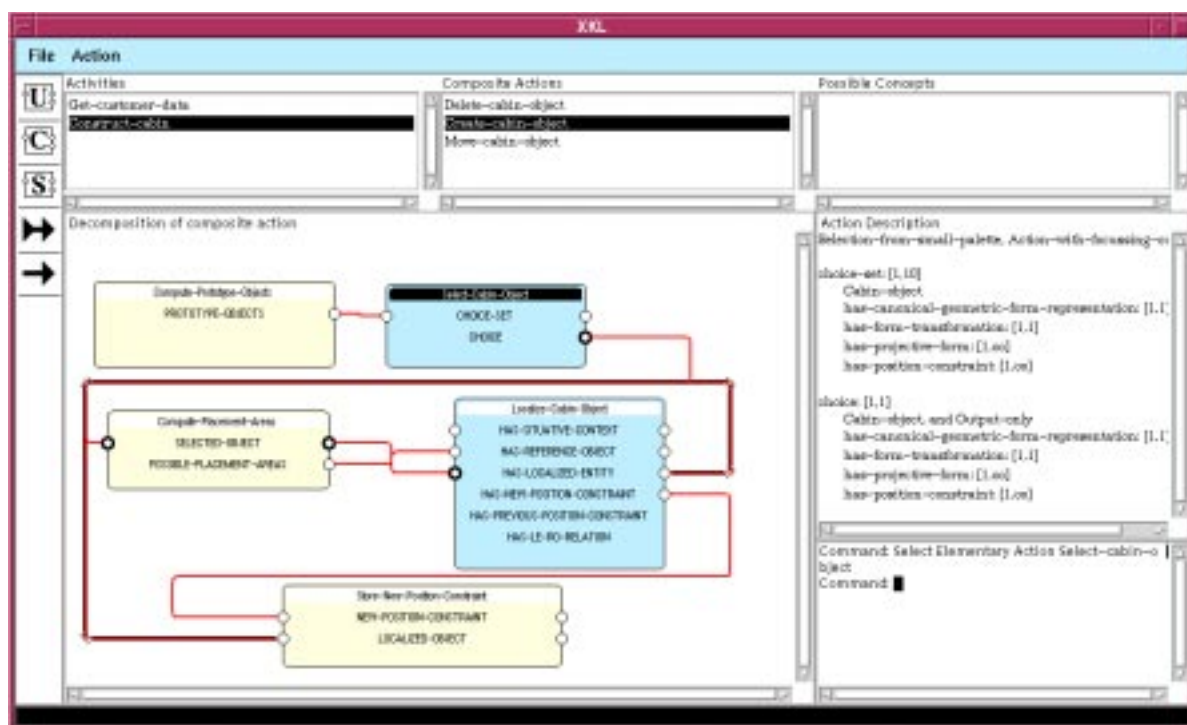 XKL
File Action
U
C
S
Activities
Get-customer-data
Construct-cabin
Composite Actions
Delete-cabin-object
Create-cabin-object
Move-cabin-object
Possible Concepts
Decomposition of composite action
Compute-Prototype-Objects
PROTOTYPE-OBJECTS
Select-Cabin-Object
CHOICE-SET
CHOICE
Compute-Placement-Areas
SELECTED-OBJECT
POSSIBLE-PLACEMENT-AREAS
Localize-Cabin-Object
HAS-SITUATIVE-CONTEXT
HAS-REFERENCE-OBJECT
HAS-LOCALIZED-ENTITY
HAS-NEW-POSITION-CONSTRAINT
HAS-PREVIOUS-POSITION-CONSTRAINT
HAS-LE-RO-RELATION
Store-New-Position-Constraint
NEW-POSITION-CONSTRAINT
LOCALIZED-OBJECT
Action Description
Selection-from-small-palette, Action-with-focussing-o
choice-set: [1,10]
Cabin-object
has-canonical-geometric-form-representation: [1,1]
has-form-transformation: [1,1]
has-projective-form: [1,oo]
has-position-constraint [1,oo]
choice: [1,1]
Cabin-object, and Output-only
has-canonical-geometric-form-representation: [1,1]
has-form-transformation: [1,1]
has-projective-form: [1,oo]
has-position-constraint [1,oo]
Command: Select Elementary Action Select-cabin-o
bject
Command: